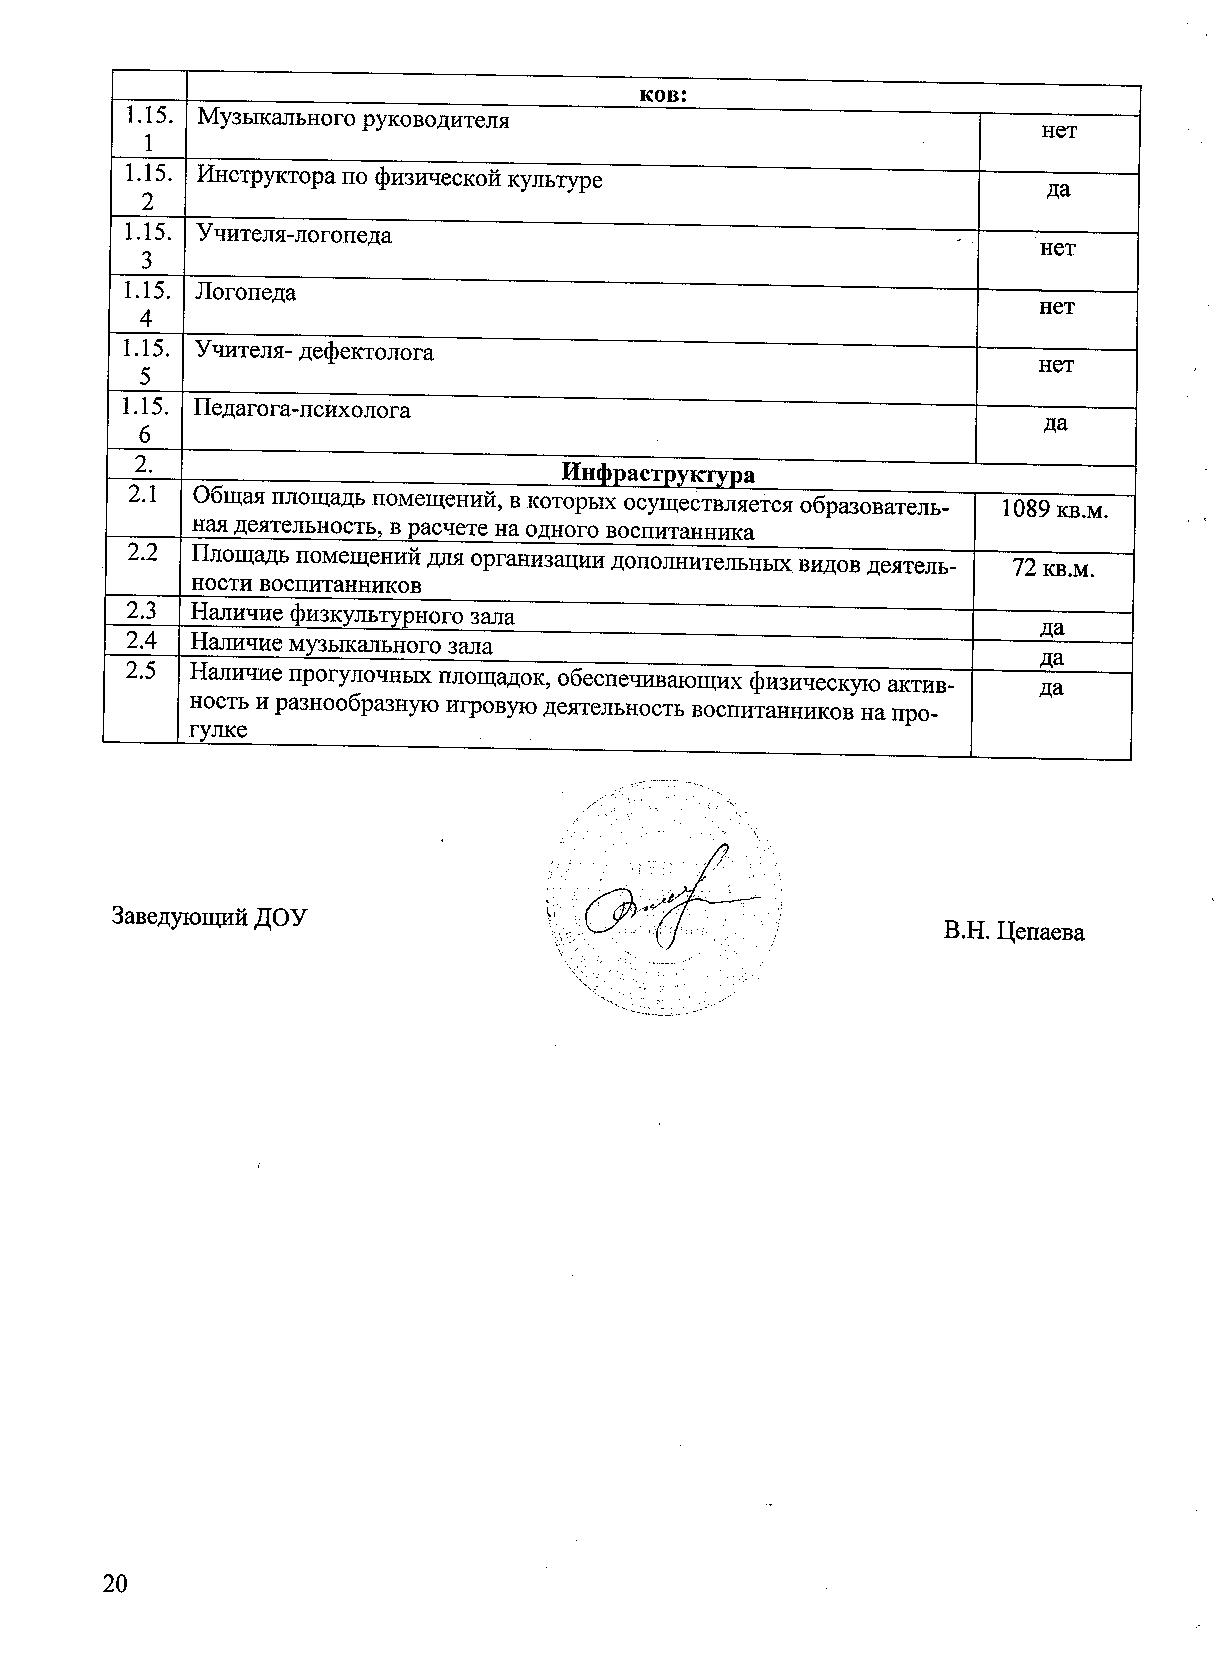 ков:
1.15. Музыкального руководителя нет
1
1.15. Инструктора по физической культуре да
2
1.15. Учителя-логопеда нет
3
1.15. Логопеда нет
4
1.15. Учителя- дефектолога нет
5
1.15. Педагога-психолога да
6
2. Инфраструктура
2.1 Общая площадь помещений, в которых осуществляется образователь- 1089 кв.м.
ная деятельность, в расчете на одного воспитанника
2.2 Площадь помещений для организации дополнительных видов деятель- 72 кв.м.
ности воспитанников
2.3 Наличие физкультурного зала да
2.4 Наличие музыкального зала да
2.5 Наличие прогулочных площадок, обеспечивающих физическую актив- да
ность и разнообразную игровую деятельность воспитанников на про-
гулке
Заведующий ДОУ В.Н. Цепаева
20